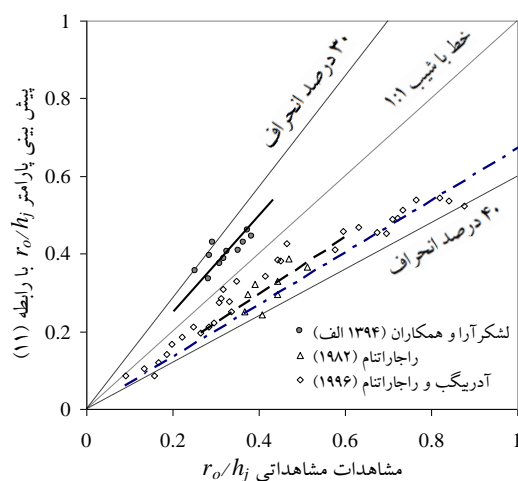 پیش بینی پارامتر r_o/h_j با رابطه (۱۱)
1
0.8
0.6
0.4
0.2
0
۳۰ درصد انحراف
خط با شیب ۱:۱
۴۰ درصد انحراف
لشکرآرا و همکاران (۱۳۹۴ الف)
راجاراتنام (۱۹۸۲)
آدریبگب و راجاراتنام (۱۹۹۶)
0 0.2 0.4 0.6 0.8 1
مشاهدات مشاهداتی r_o/h_j